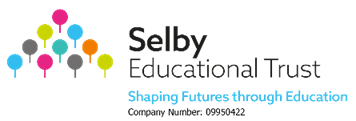 Selby
Educational Trust
Shaping Futures through Education
Company Number: 09950422